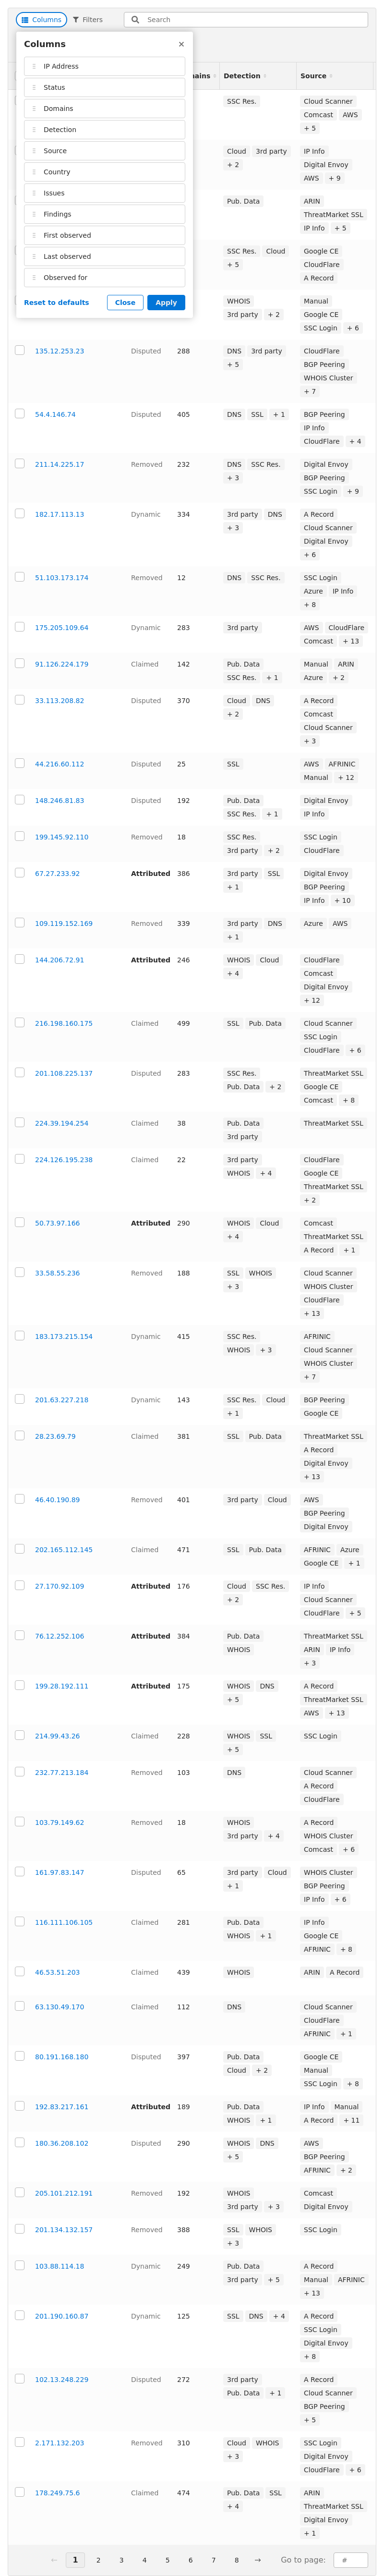 Columns Filters Search
Columns ×
IP Address
Status
Domains
Detection
Source
Country
Issues
Findings
First observed
Last observed
Observed for
Reset to defaults Close Apply
ains Detection Source
SSC Res. Cloud Scanner
Comcast AWS
+ 5
Cloud 3rd party IP Info
+ 2 Digital Envoy
AWS + 9
Pub. Data ARIN
ThreatMarket SSL
IP Info + 5
SSC Res. Cloud Google CE
+ 5 CloudFlare
A Record
WHOIS Manual
3rd party + 2 Google CE
SSC Login + 6
135.12.253.23 Disputed 288 DNS 3rd party CloudFlare
+ 5 BGP Peering
WHOIS Cluster
+ 7
54.4.146.74 Disputed 405 DNS SSL + 1 BGP Peering
IP Info
CloudFlare + 4
211.14.225.17 Removed 232 DNS SSC Res. Digital Envoy
+ 3 BGP Peering
SSC Login + 9
182.17.113.13 Dynamic 334 3rd party DNS A Record
+ 3 Cloud Scanner
Digital Envoy
+ 6
51.103.173.174 Removed 12 DNS SSC Res. SSC Login
Azure IP Info
+ 8
175.205.109.64 Dynamic 283 3rd party AWS CloudFlare
Comcast + 13
91.126.224.179 Claimed 142 Pub. Data Manual ARIN
SSC Res. + 1 Azure + 2
33.113.208.82 Disputed 370 Cloud DNS A Record
+ 2 Comcast
Cloud Scanner
+ 3
44.216.60.112 Disputed 25 SSL AWS AFRINIC
Manual + 12
148.246.81.83 Disputed 192 Pub. Data Digital Envoy
SSC Res. + 1 IP Info
199.145.92.110 Removed 18 SSC Res. SSC Login
3rd party + 2 CloudFlare
67.27.233.92 Attributed 386 3rd party SSL Digital Envoy
+ 1 BGP Peering
IP Info + 10
109.119.152.169 Removed 339 3rd party DNS Azure AWS
+ 1
144.206.72.91 Attributed 246 WHOIS Cloud CloudFlare
+ 4 Comcast
Digital Envoy
+ 12
216.198.160.175 Claimed 499 SSL Pub. Data Cloud Scanner
SSC Login
CloudFlare + 6
201.108.225.137 Disputed 283 SSC Res. ThreatMarket SSL
Pub. Data + 2 Google CE
Comcast + 8
224.39.194.254 Claimed 38 Pub. Data ThreatMarket SSL
3rd party
224.126.195.238 Claimed 22 3rd party CloudFlare
WHOIS + 4 Google CE
ThreatMarket SSL
+ 2
50.73.97.166 Attributed 290 WHOIS Cloud Comcast
+ 4 ThreatMarket SSL
A Record + 1
33.58.55.236 Removed 188 SSL WHOIS Cloud Scanner
+ 3 WHOIS Cluster
CloudFlare
+ 13
183.173.215.154 Dynamic 415 SSC Res. AFRINIC
WHOIS + 3 Cloud Scanner
WHOIS Cluster
+ 7
201.63.227.218 Dynamic 143 SSC Res. Cloud BGP Peering
+ 1 Google CE
28.23.69.79 Claimed 381 SSL Pub. Data ThreatMarket SSL
A Record
Digital Envoy
+ 13
46.40.190.89 Removed 401 3rd party Cloud AWS
BGP Peering
Digital Envoy
202.165.112.145 Claimed 471 SSL Pub. Data AFRINIC Azure
Google CE + 1
27.170.92.109 Attributed 176 Cloud SSC Res. IP Info
+ 2 Cloud Scanner
CloudFlare + 5
76.12.252.106 Attributed 384 Pub. Data ThreatMarket SSL
WHOIS ARIN IP Info
+ 3
199.28.192.111 Attributed 175 WHOIS DNS A Record
+ 5 ThreatMarket SSL
AWS + 13
214.99.43.26 Claimed 228 WHOIS SSL SSC Login
+ 5
232.77.213.184 Removed 103 DNS Cloud Scanner
A Record
CloudFlare
103.79.149.62 Removed 18 WHOIS A Record
3rd party + 4 WHOIS Cluster
Comcast + 6
161.97.83.147 Disputed 65 3rd party Cloud WHOIS Cluster
+ 1 BGP Peering
IP Info + 6
116.111.106.105 Claimed 281 Pub. Data IP Info
WHOIS + 1 Google CE
AFRINIC + 8
46.53.51.203 Claimed 439 WHOIS ARIN A Record
63.130.49.170 Claimed 112 DNS Cloud Scanner
CloudFlare
AFRINIC + 1
80.191.168.180 Disputed 397 Pub. Data Google CE
Cloud + 2 Manual
SSC Login + 8
192.83.217.161 Attributed 189 Pub. Data IP Info Manual
WHOIS + 1 A Record + 11
180.36.208.102 Disputed 290 WHOIS DNS AWS
+ 5 BGP Peering
AFRINIC + 2
205.101.212.191 Removed 192 WHOIS Comcast
3rd party + 3 Digital Envoy
201.134.132.157 Removed 388 SSL WHOIS SSC Login
+ 3
103.88.114.18 Dynamic 249 Pub. Data A Record
3rd party + 5 Manual AFRINIC
+ 13
201.190.160.87 Dynamic 125 SSL DNS + 4 A Record
SSC Login
Digital Envoy
+ 8
102.13.248.229 Disputed 272 3rd party A Record
Pub. Data + 1 Cloud Scanner
BGP Peering
+ 5
2.171.132.203 Removed 310 Cloud WHOIS SSC Login
+ 3 Digital Envoy
CloudFlare + 6
178.249.75.6 Claimed 474 Pub. Data SSL ARIN
+ 4 ThreatMarket SSL
Digital Envoy
+ 1
← 1 2 3 4 5 6 7 8 → Go to page: #